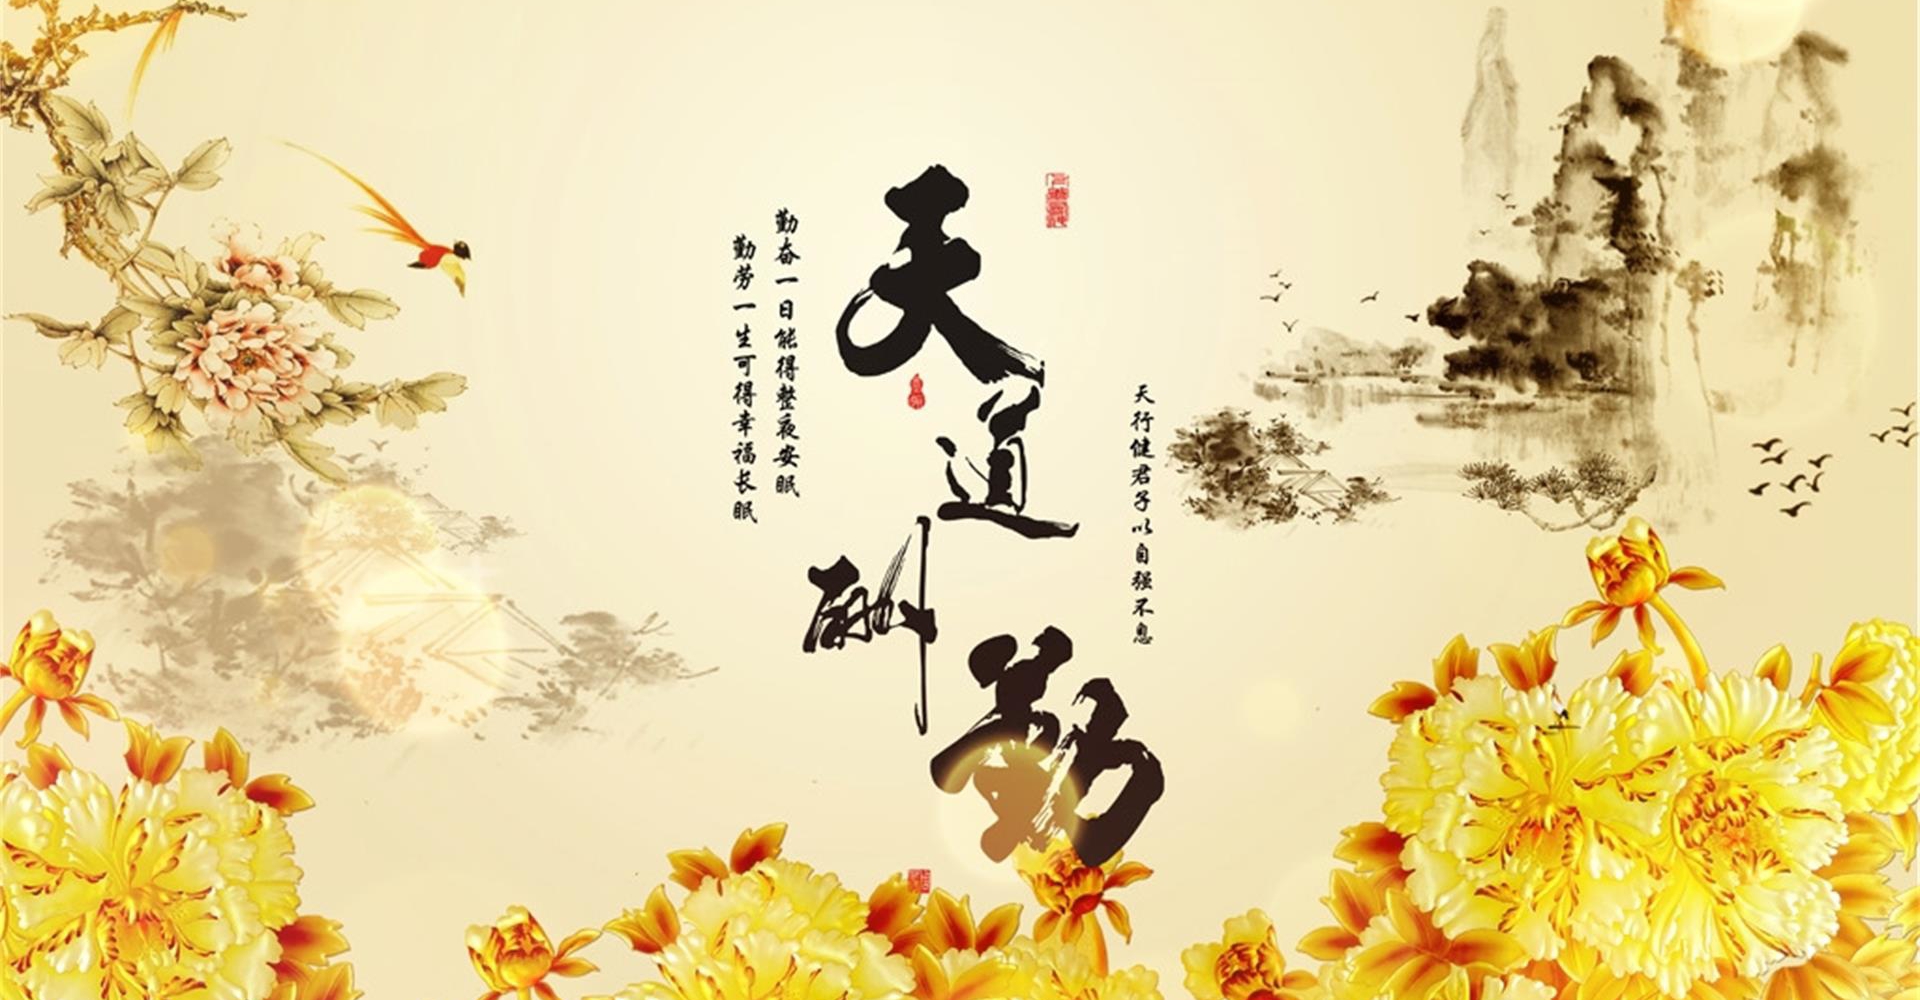 天道酬勤
天行健君子以自强不息
勤奋一日能得整夜安眠
勤劳一生可得幸福长眠